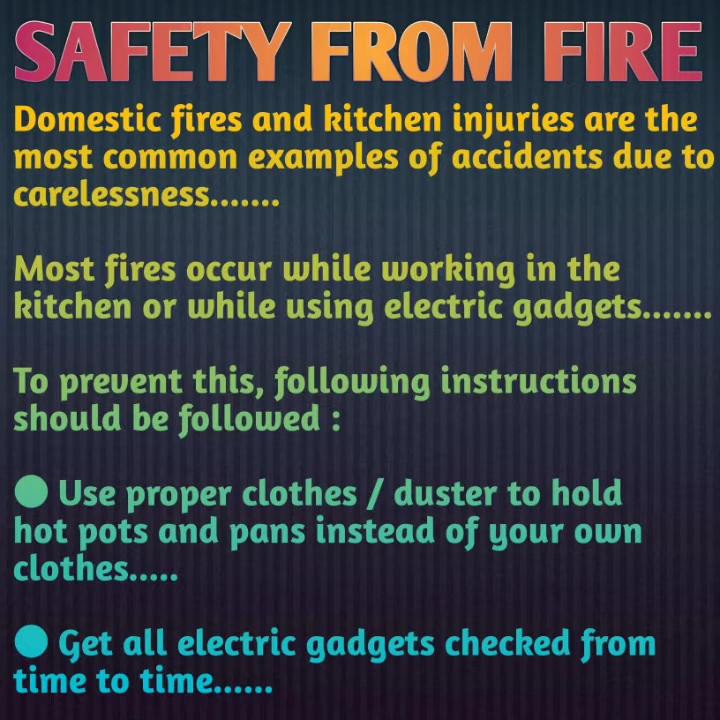 SAFETY FROM FIRE
Domestic fires and kitchen injuries are the
most common examples of accidents due to
carelessness.......
Most fires occur while working in the
kitchen or while using electric gadgets.......
To prevent this, following instructions
should be followed :
● Use proper clothes / duster to hold
hot pots and pans instead of your own
clothes.....
● Get all electric gadgets checked from
time to time......